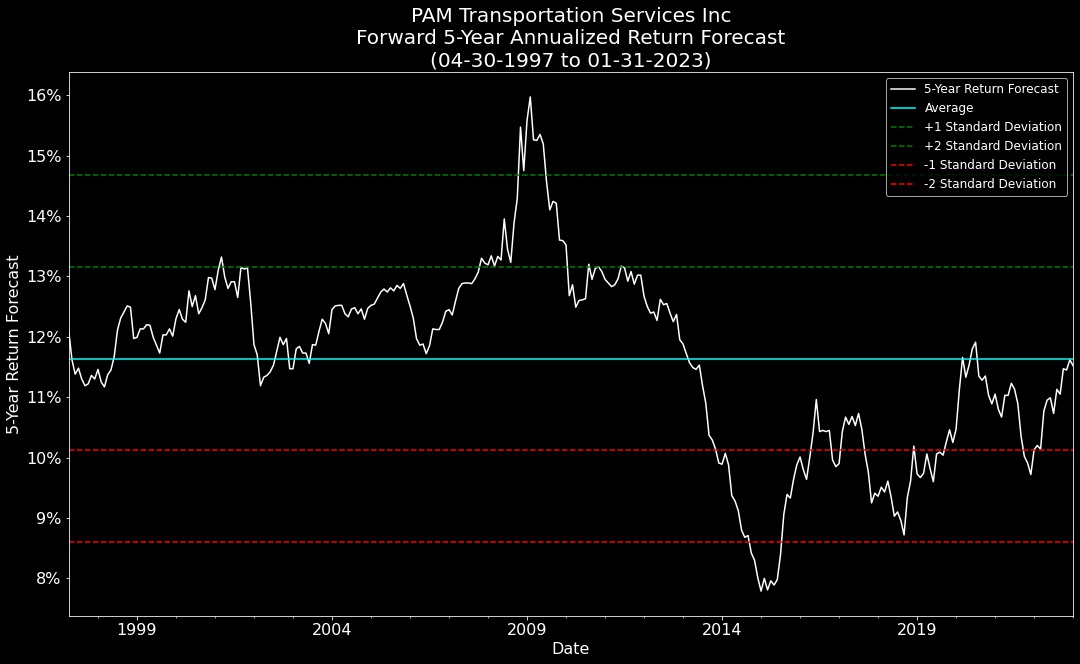 PAM Transportation Services Inc
Forward 5-Year Annualized Return Forecast
(04-30-1997 to 01-31-2023)
5-Year Return Forecast
Average
+1 Standard Deviation
+2 Standard Deviation
-1 Standard Deviation
-2 Standard Deviation
5-Year Return Forecast
16%
15%
14%
13%
12%
11%
10%
9%
8%
1999
2004
2009
2014
2019
Date